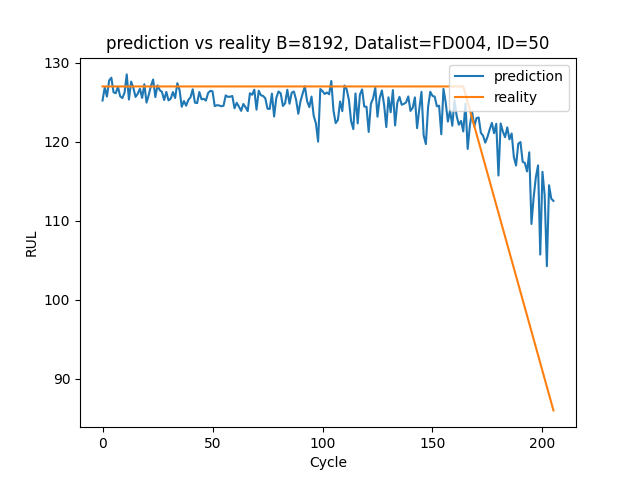 prediction vs reality B=8192, Datalist=FD004, ID=50
prediction
reality
130
120
110
100
90
RUL
0 50 100 150 200
Cycle